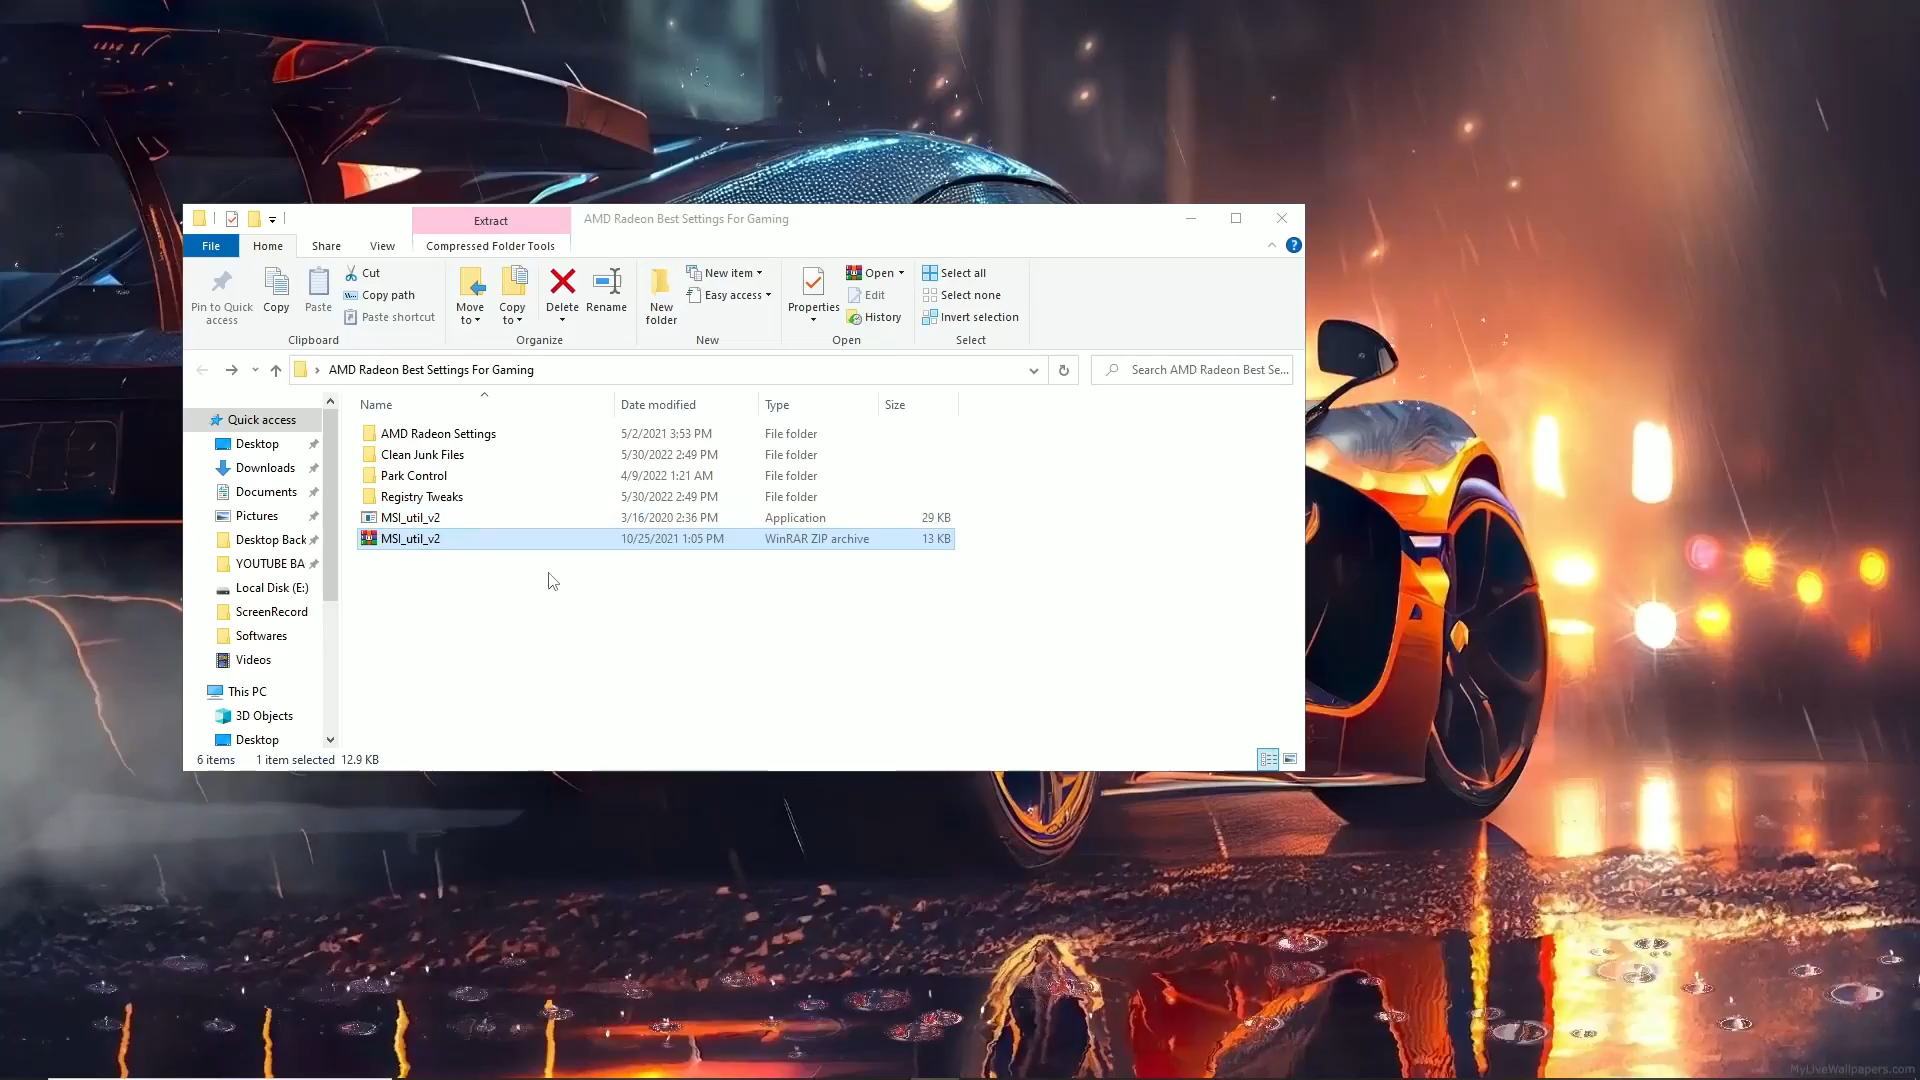 Extract
AMD Radeon Best Settings For Gaming
File
Home
Share
View
Compressed Folder Tools
Pin to Quick access
Copy
Paste
Cut
Copy path
Paste shortcut
Clipboard
Move to
Copy to
Delete
Rename
Organize
New folder
New item
Easy access
New
Properties
Open
Edit
History
Open
Select all
Select none
Invert selection
Select
AMD Radeon Best Settings For Gaming
Search AMD Radeon Best Se...
Name Date modified Type Size
AMD Radeon Settings 5/2/2021 3:53 PM File folder
Clean Junk Files 5/30/2022 2:49 PM File folder
Park Control 4/9/2022 1:21 AM File folder
Registry Tweaks 5/30/2022 2:49 PM File folder
MSI_util_v2 3/16/2020 2:36 PM Application 29 KB
MSI_util_v2 10/25/2021 1:05 PM WinRAR ZIP archive 13 KB
Quick access
Desktop
Downloads
Documents
Pictures
Desktop Back
YOUTUBE BA
Local Disk (E:)
ScreenRecord
Softwares
Videos
This PC
3D Objects
Desktop
6 items 1 item selected 12.9 KB
MyLiveWallpapers.com